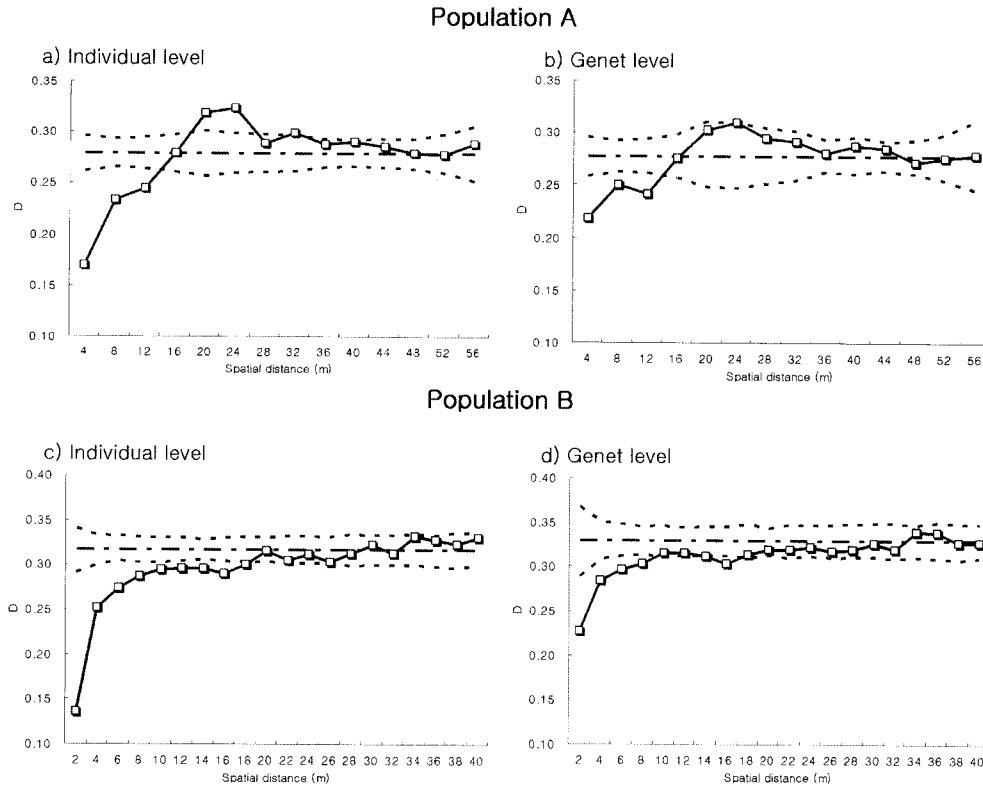 Population A
a) Individual level
b) Genet level
0.35
0.30
0.25
0.20
0.15
0.10
D
4 8 12 16 20 24 28 32 36 40 44 48 52 56
Spatial distance (m)
0.35
0.30
0.25
0.20
0.15
0.10
D
4 8 12 16 20 24 28 32 36 40 44 48 52 56
Spatial distance (m)
Population B
c) Individual level
d) Genet level
0.40
0.35
0.30
0.25
0.20
0.15
0.10
D
2 4 6 8 10 12 14 16 18 20 22 24 26 28 30 32 34 36 38 40
Spatial distance (m)
0.40
0.35
0.30
0.25
0.20
0.15
0.10
D
2 4 6 8 10 12 14 16 18 20 22 24 26 28 30 32 34 36 38 40
Spatial distance (m)